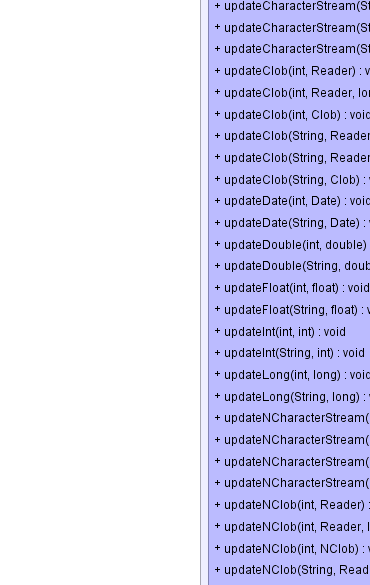 + updateCharacterStream(St
+ updateCharacterStream(St
+ updateCharacterStream(St
+ updateClob(int, Reader) : v
+ updateClob(int, Reader, lo
+ updateClob(int, Clob) : void
+ updateClob(String, Reader
+ updateClob(String, Reader
+ updateClob(String, Clob) : v
+ updateDate(int, Date) : void
+ updateDate(String, Date) : v
+ updateDouble(int, double)
+ updateDouble(String, doub
+ updateFloat(int, float) : void
+ updateFloat(String, float) : v
+ updateInt(int, int) : void
+ updateInt(String, int) : void
+ updateLong(int, long) : void
+ updateLong(String, long) : v
+ updateNCharacterStream(
+ updateNCharacterStream(
+ updateNCharacterStream(
+ updateNCharacterStream(
+ updateNClob(int, Reader) :
+ updateNClob(int, Reader, l
+ updateNClob(int, NClob) : v
+ updateNClob(String, Read